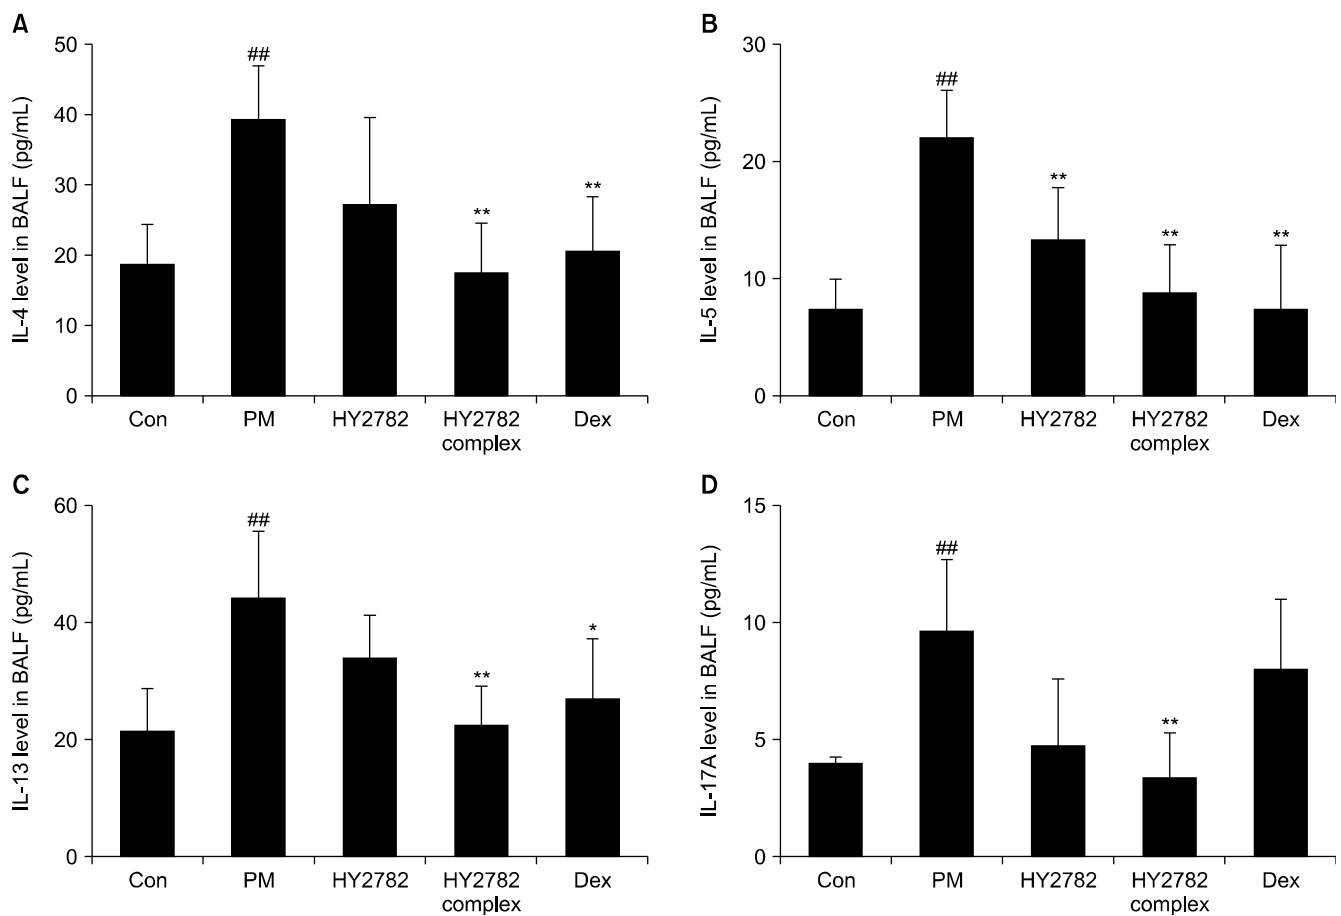 A
IL-4 level in BALF (pg/mL)
50
40
30
20
10
0
##
**
**
Con PM HY2782 HY2782 complex Dex
B
IL-5 level in BALF (pg/mL)
30
20
10
0
##
**
**
**
Con PM HY2782 HY2782 complex Dex
C
IL-13 level in BALF (pg/mL)
60
40
20
0
##
**
*
Con PM HY2782 HY2782 complex Dex
D
IL-17A level in BALF (pg/mL)
15
10
5
0
##
**
Con PM HY2782 HY2782 complex Dex